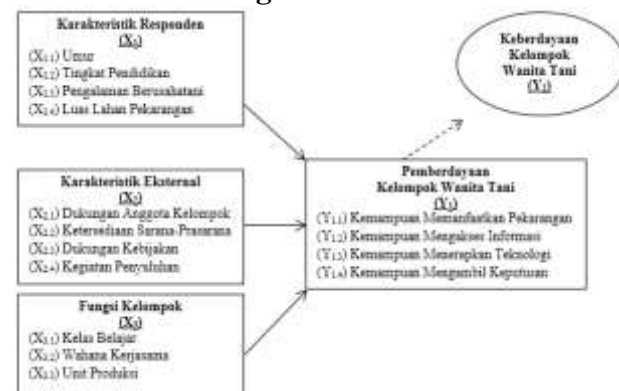 Karakteristik Responden
(X₁)
(X₁.₁) Umur
(X₁.₂) Tingkat Pendidikan
(X₁.₃) Pengalaman Berusahatani
(X₁.₄) Luas Lahan Pekarangan
Keberdayaan
Kelompok
Wanita Tani
(Y₂)
Karakteristik Eksternal
(X₂)
(X₂.₁) Dukungan Anggota Kelompok
(X₂.₂) Ketersediaan Sarana-Prasarana
(X₂.₃) Dukungan Kebijakan
(X₂.₄) Kegiatan Penyuluhan
Pemberdayaan
Kelompok Wanita Tani
(Y₁)
(Y₁.₁) Kemampuan Memanfaatkan Pekarangan
(Y₁.₂) Kemampuan Mengakses Informasi
(Y₁.₃) Kemampuan Menerapkan Teknologi
(Y₁.₄) Kemampuan Mengambil Keputusan
Fungsi Kelompok
(X₃)
(X₃.₁) Kelas Belajar
(X₃.₂) Wahana Kerjasama
(X₃.₃) Unit Produksi